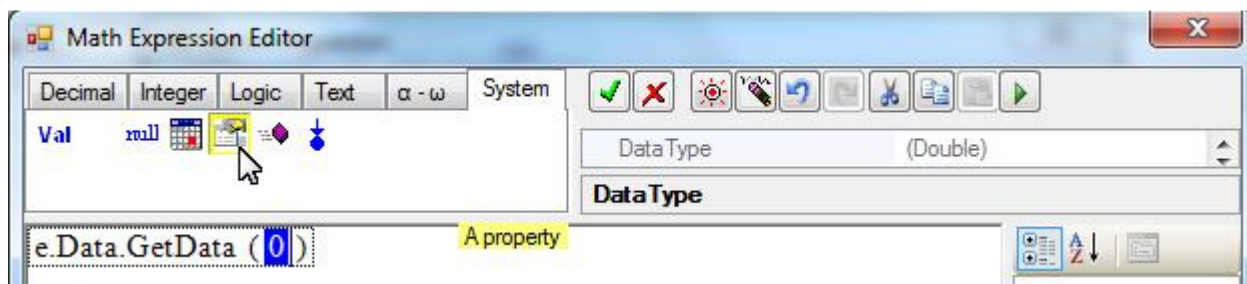 Math Expression Editor
Decimal Integer Logic Text α - ω System
Val null
DataType (Double)
DataType
e.Data.GetData ( 0 )
A property
A Z